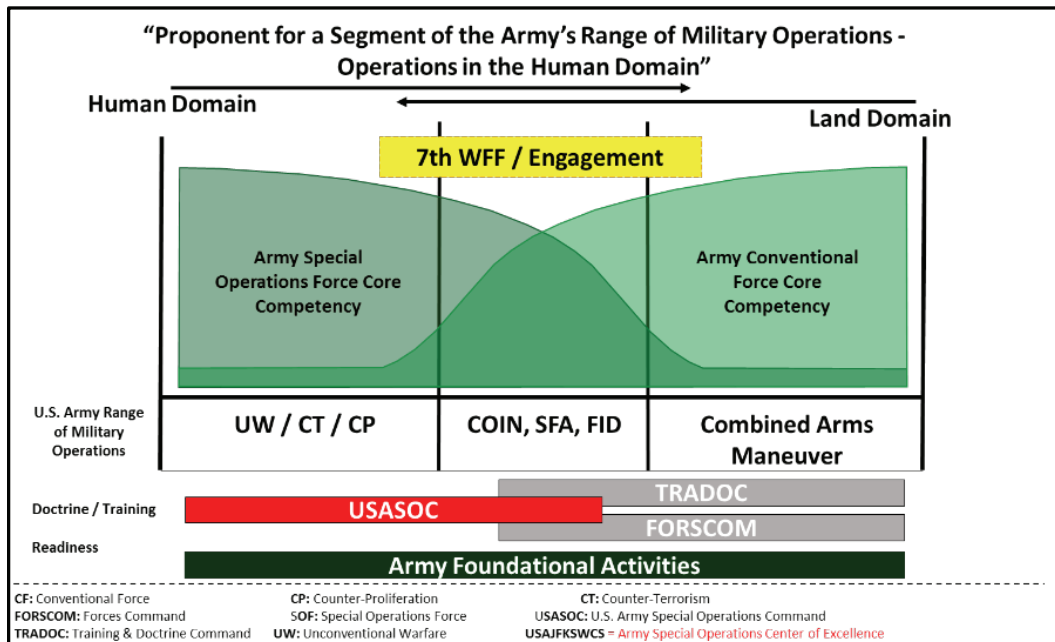 “Proponent for a Segment of the Army’s Range of Military Operations -
Operations in the Human Domain”
Human Domain
Land Domain
7th WFF / Engagement
Army Special
Operations Force Core
Competency
Army Conventional
Force Core
Competency
U.S. Army Range
of Military
Operations
UW / CT / CP
COIN, SFA, FID
Combined Arms
Maneuver
Doctrine / Training
TRADOC
USASOC
FORSCOM
Readiness
Army Foundational Activities
CF: Conventional Force CP: Counter-Proliferation CT: Counter-Terrorism
FORSCOM: Forces Command SOF: Special Operations Force USASOC: U.S. Army Special Operations Command
TRADOC: Training & Doctrine Command UW: Unconventional Warfare USAJFKSWCS = Army Special Operations Center of Excellence